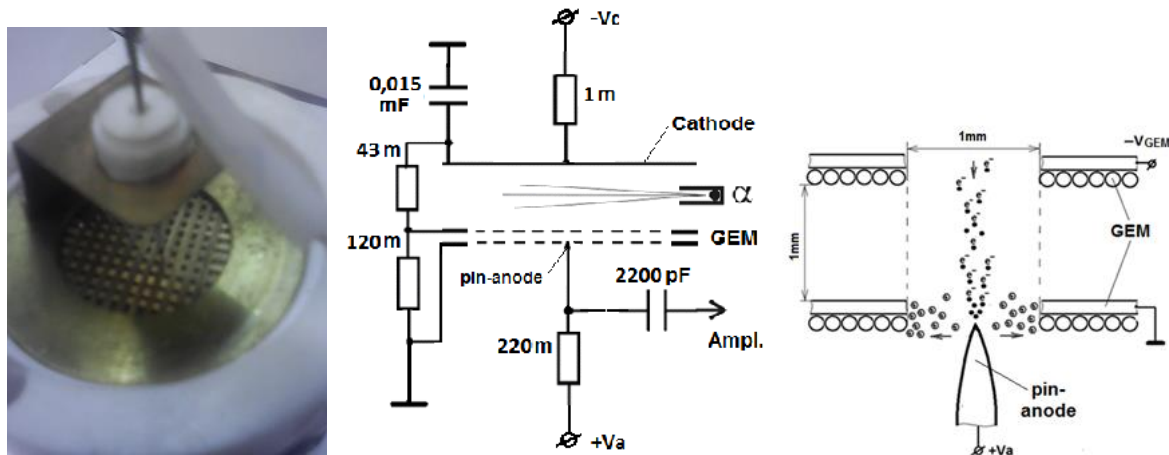 –Vc
0,015
mF
1 m
Cathode
43 m
α
GEM
120 m
pin-anode
2200 pF
Ampl.
220 m
+Va
1mm
–VGEM
GEM
1mm
pin-
anode
+Va